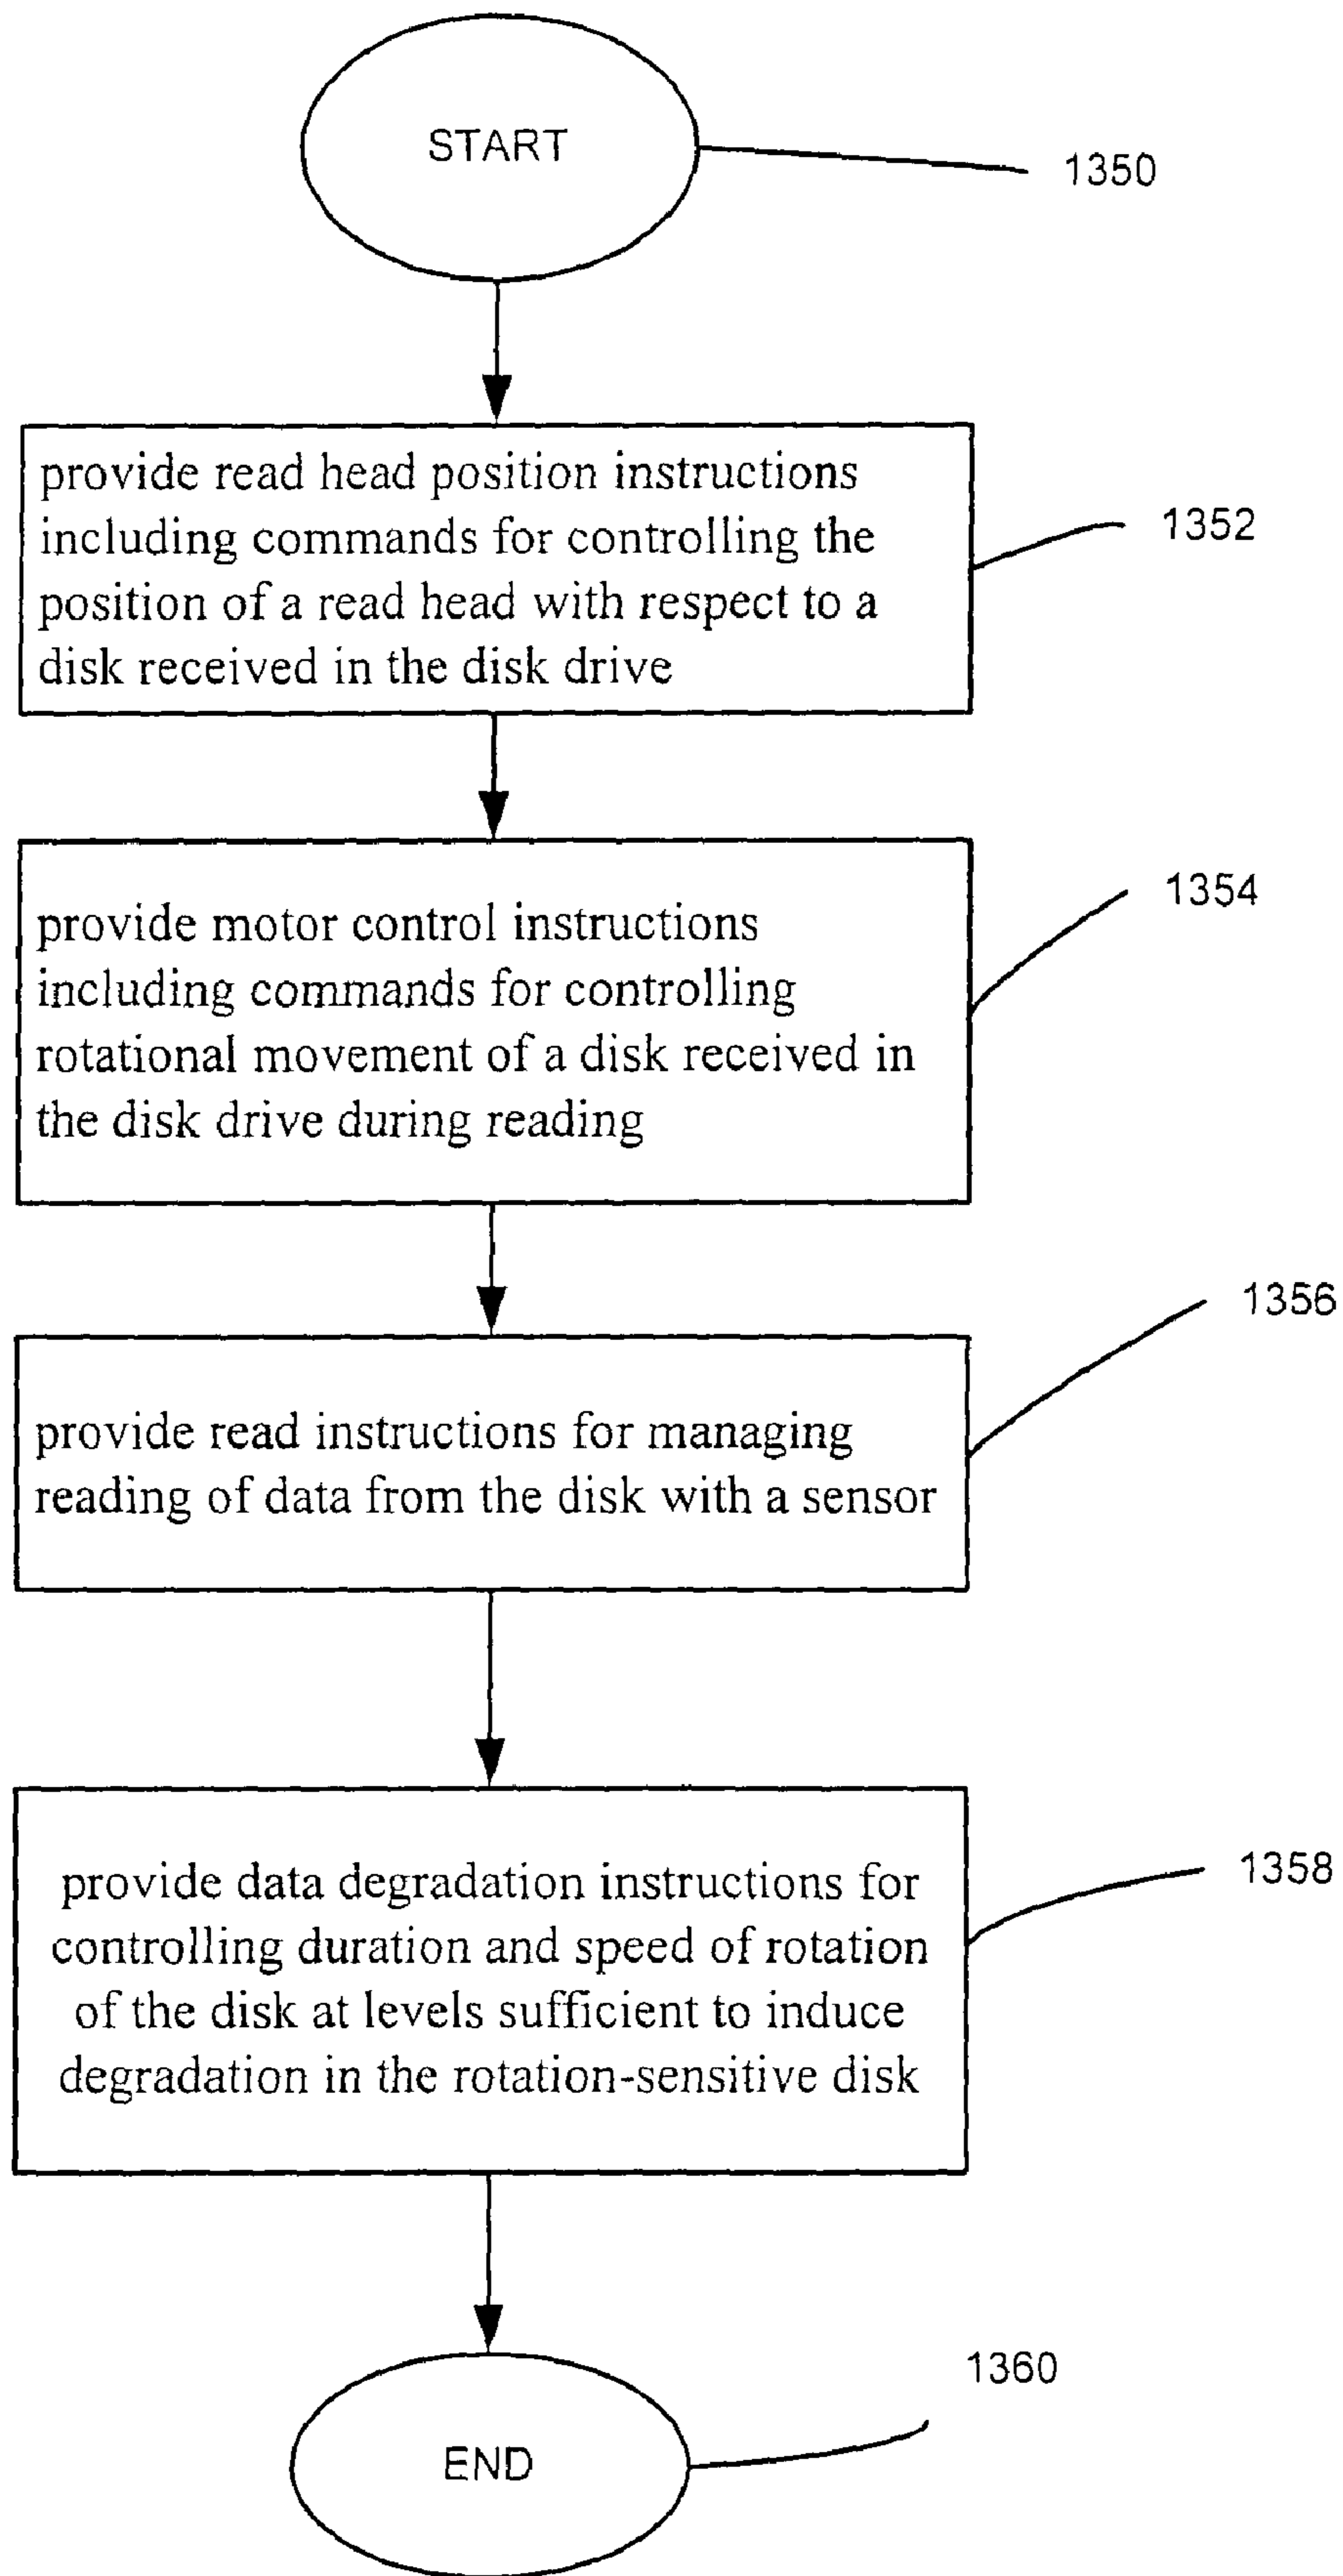 START
1350
provide read head position instructions
including commands for controlling the
position of a read head with respect to a
disk received in the disk drive
1352
provide motor control instructions
including commands for controlling
rotational movement of a disk received in
the disk drive during reading
1354
provide read instructions for managing
reading of data from the disk with a sensor
1356
provide data degradation instructions for
controlling duration and speed of rotation
of the disk at levels sufficient to induce
degradation in the rotation-sensitive disk
1358
END
1360